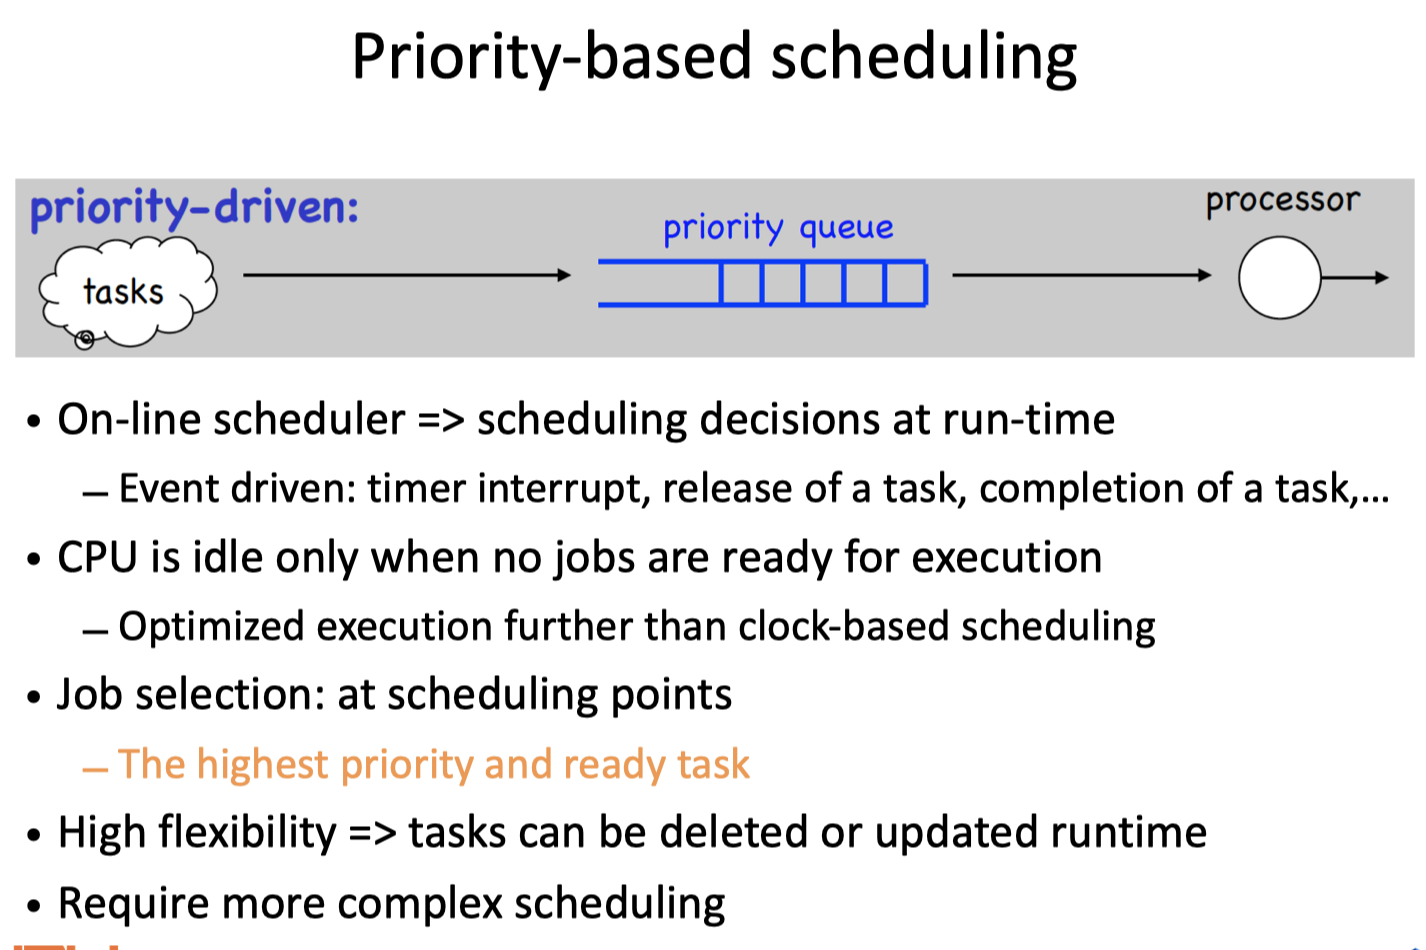 Priority-based scheduling
priority-driven:
processor
priority queue
tasks
• On-line scheduler => scheduling decisions at run-time
– Event driven: timer interrupt, release of a task, completion of a task,...
• CPU is idle only when no jobs are ready for execution
– Optimized execution further than clock-based scheduling
• Job selection: at scheduling points
– The highest priority and ready task
• High flexibility => tasks can be deleted or updated runtime
• Require more complex scheduling